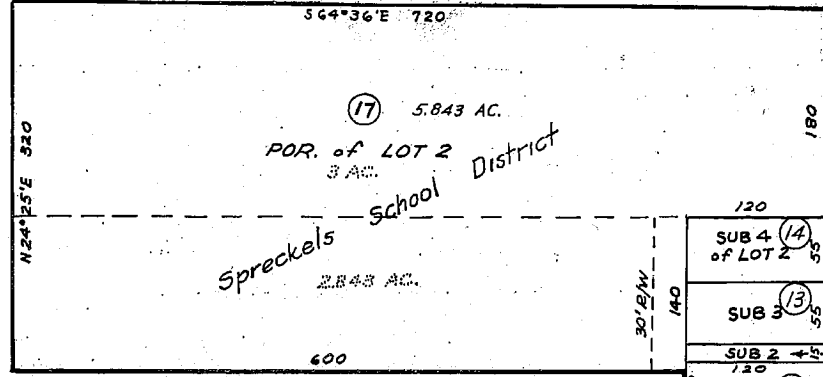 S64°36'E 720
17 5.843 AC.
180
POR. of LOT 2
3 AC.
N24°25'E 320
Spreckels School District
120
SUB 4 14
of LOT 2 55
2.843 AC.
30' R/W
140
SUB 3 13
55
SUB 2 15
600
120